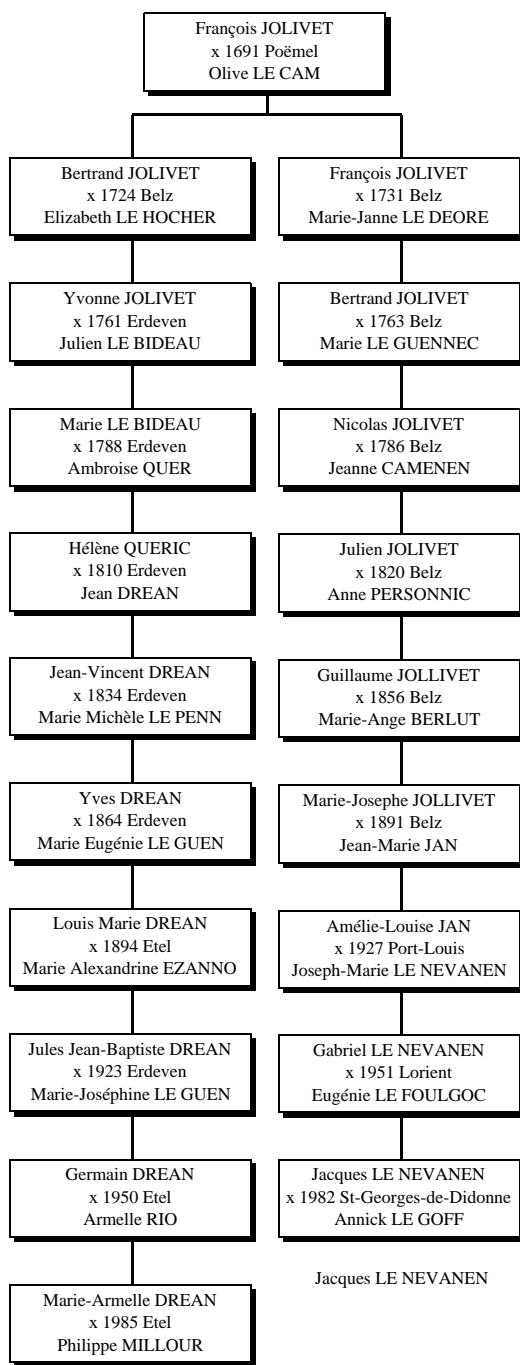 François JOLIVET
x 1691 Poëmel
Olive LE CAM
Bertrand JOLIVET
x 1724 Belz
Elizabeth LE HOCHER
François JOLIVET
x 1731 Belz
Marie-Janne LE DEORE
Yvonne JOLIVET
x 1761 Erdeven
Julien LE BIDEAU
Bertrand JOLIVET
x 1763 Belz
Marie LE GUENNEC
Marie LE BIDEAU
x 1788 Erdeven
Ambroise QUER
Nicolas JOLIVET
x 1786 Belz
Jeanne CAMENEN
Hélène QUERIC
x 1810 Erdeven
Jean DREAN
Julien JOLIVET
x 1820 Belz
Anne PERSONNIC
Jean-Vincent DREAN
x 1834 Erdeven
Marie Michèle LE PENN
Guillaume JOLLIVET
x 1856 Belz
Marie-Ange BERLUT
Yves DREAN
x 1864 Erdeven
Marie Eugénie LE GUEN
Marie-Josephe JOLLIVET
x 1891 Belz
Jean-Marie JAN
Louis Marie DREAN
x 1894 Etel
Marie Alexandrine EZANNO
Amélie-Louise JAN
x 1927 Port-Louis
Joseph-Marie LE NEVANEN
Jules Jean-Baptiste DREAN
x 1923 Erdeven
Marie-Joséphine LE GUEN
Gabriel LE NEVANEN
x 1951 Lorient
Eugénie LE FOULGOC
Germain DREAN
x 1950 Etel
Armelle RIO
Jacques LE NEVANEN
x 1982 St-Georges-de-Didonne
Annick LE GOFF
Jacques LE NEVANEN
Marie-Armelle DREAN
x 1985 Etel
Philippe MILLOUR